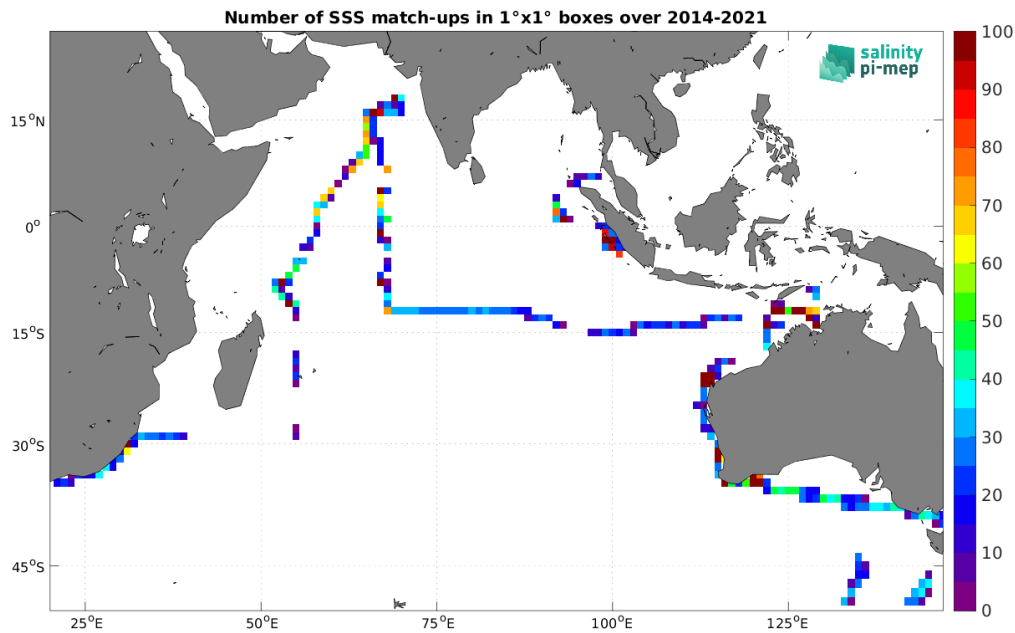 Number of SSS match-ups in 1°x1° boxes over 2014-2021
salinity
pi-mep
15°N
0°
15°S
30°S
45°S
25°E
50°E
75°E
100°E
125°E
100
90
80
70
60
50
40
30
20
10
0